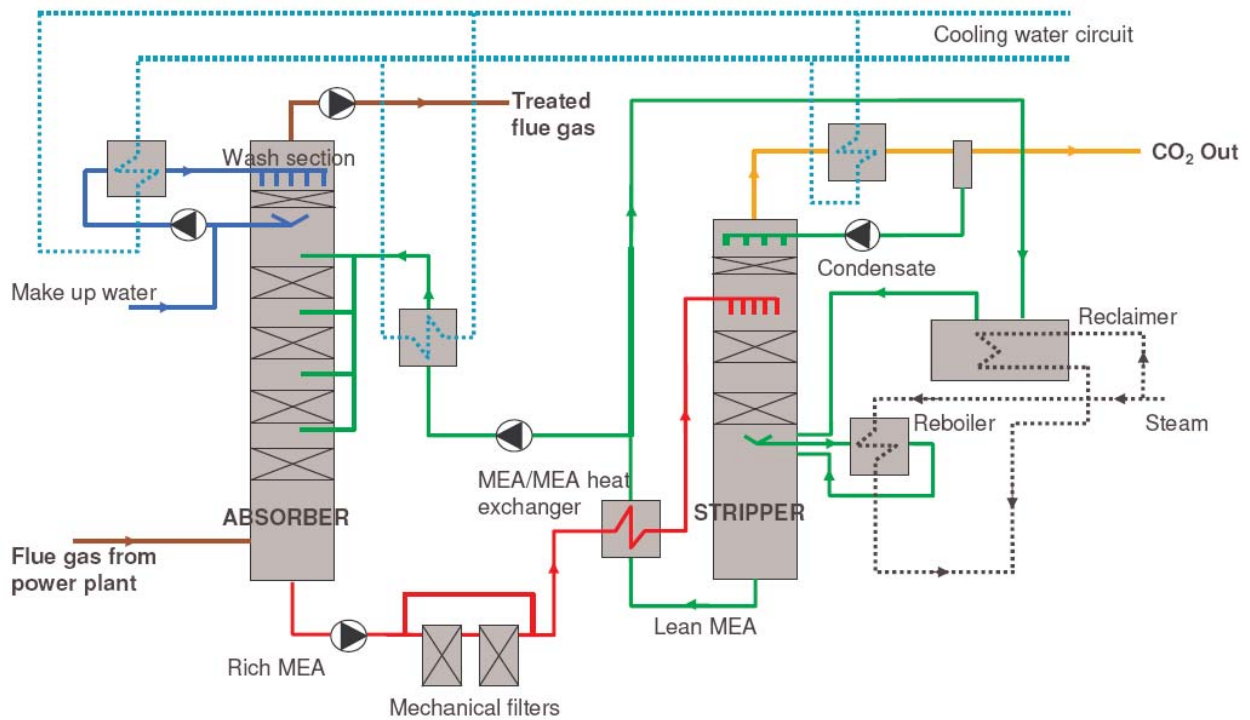 Cooling water circuit
Treated
flue gas
Wash section
CO₂ Out
Condensate
Make up water
Reclaimer
Reboiler
Steam
MEA/MEA heat
exchanger
ABSORBER
STRIPPER
Flue gas from
power plant
Lean MEA
Rich MEA
Mechanical filters